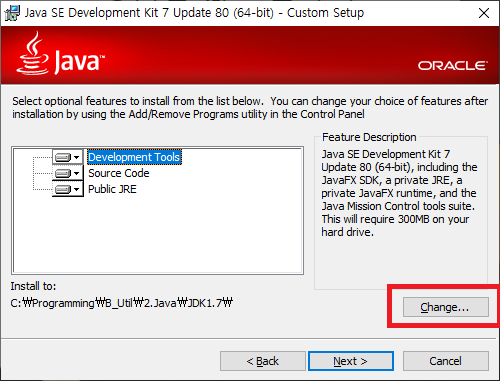 Java SE Development Kit 7 Update 80 (64-bit) - Custom Setup
Java™
ORACLE
Select optional features to install from the list below.  You can change your choice of features after
installation by using the Add/Remove Programs utility in the Control Panel
Development Tools
Source Code
Public JRE
Feature Description
Java SE Development Kit 7
Update 80 (64-bit), including the
JavaFX SDK, a private JRE, a
private JavaFX runtime, and the
Java Mission Control tools suite.
This will require 300MB on your
hard drive.
Install to:
C:₩Programming₩B_Util₩2.Java₩JDK1.7₩
Change...
< Back
Next >
Cancel